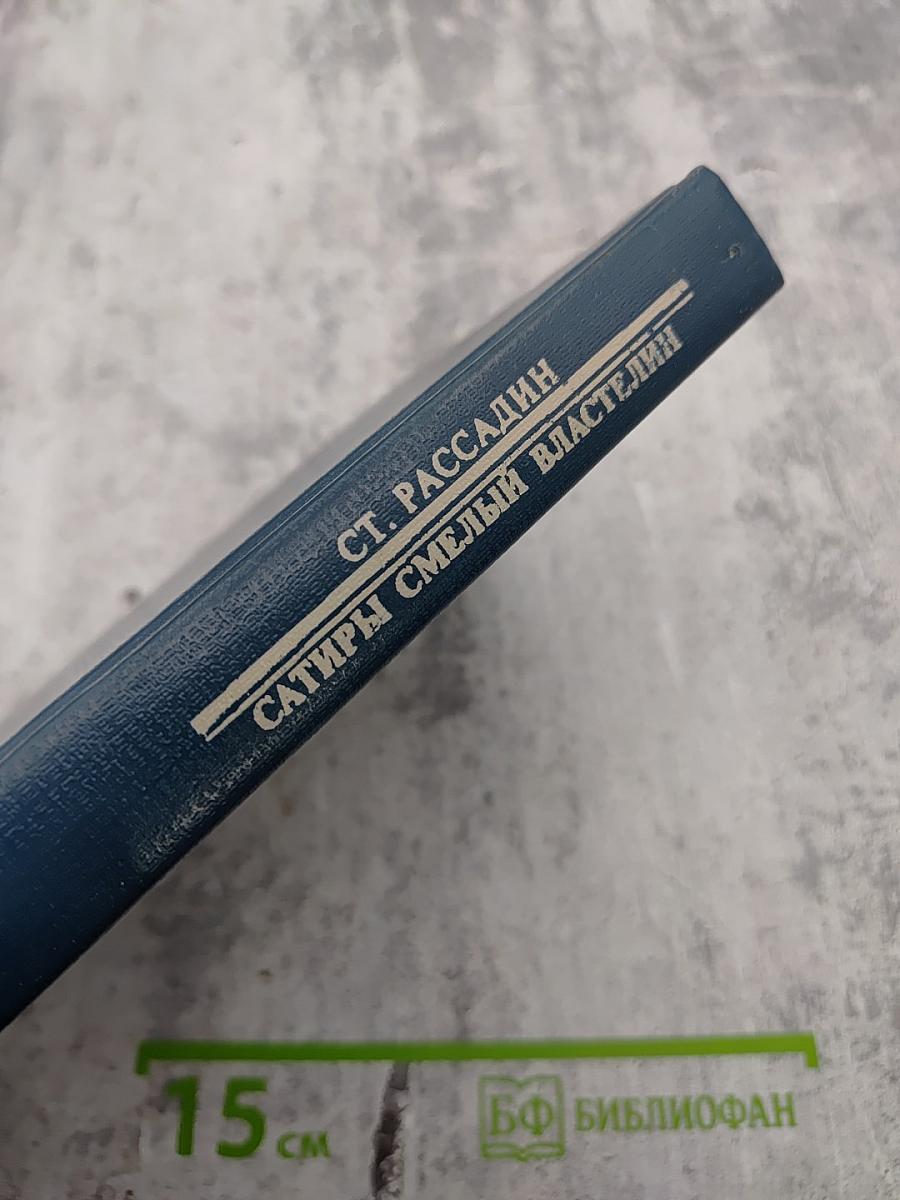 СТ. РАССАДИН
САТИРЫ СМЕЛЫЙ ВЛАСТЕЛИН
15 см
БФ БИБЛИОФАН